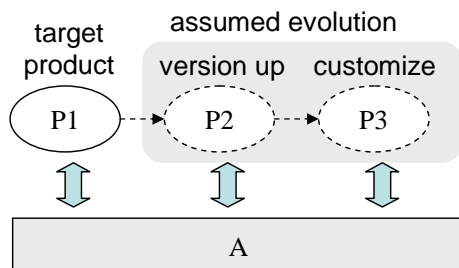 assumed evolution
target
product
version up
customize
P1
P2
P3
A